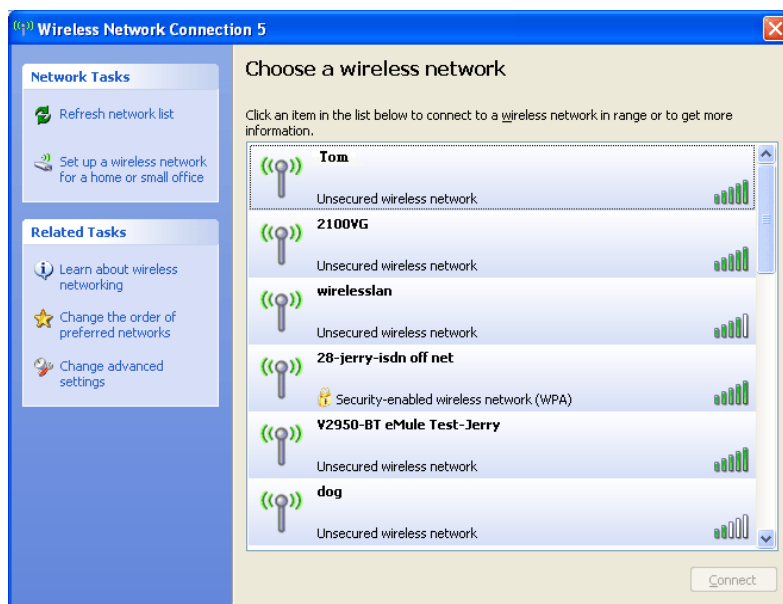 Wireless Network Connection 5
Network Tasks
Refresh network list
Set up a wireless network
for a home or small office
Related Tasks
Learn about wireless
networking
Change the order of
preferred networks
Change advanced
settings
Choose a wireless network
Click an item in the list below to connect to a wireless network in range or to get more
information.
Tom
Unsecured wireless network
2100VG
Unsecured wireless network
wirelesslan
Unsecured wireless network
28-jerry-isdn off net
Security-enabled wireless network (WPA)
V2950-BT eMule Test-Jerry
Unsecured wireless network
dog
Unsecured wireless network
Connect